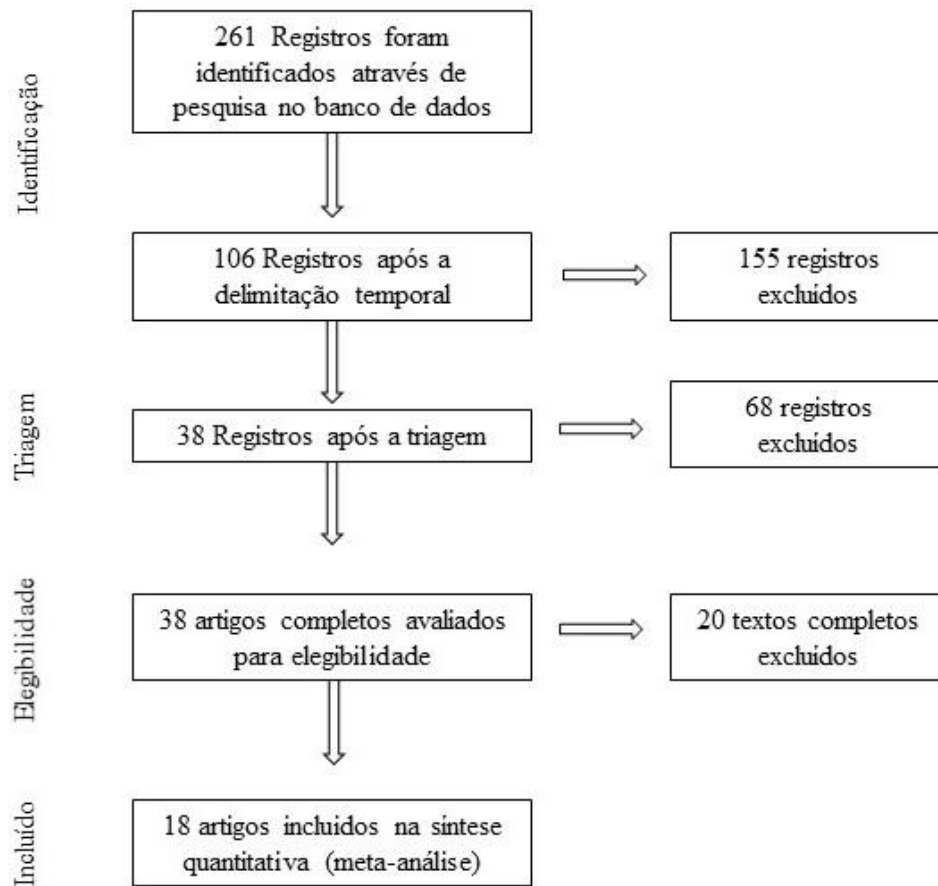 Identificação
261 Registros foram
identificados através de
pesquisa no banco de dados
106 Registros após a
delimitação temporal
155 registros
excluídos
Triagem
38 Registros após a triagem
68 registros
excluídos
Elegibilidade
38 artigos completos avaliados
para elegibilidade
20 textos completos
excluídos
Incluído
18 artigos incluidos na síntese
quantitativa (meta-análise)